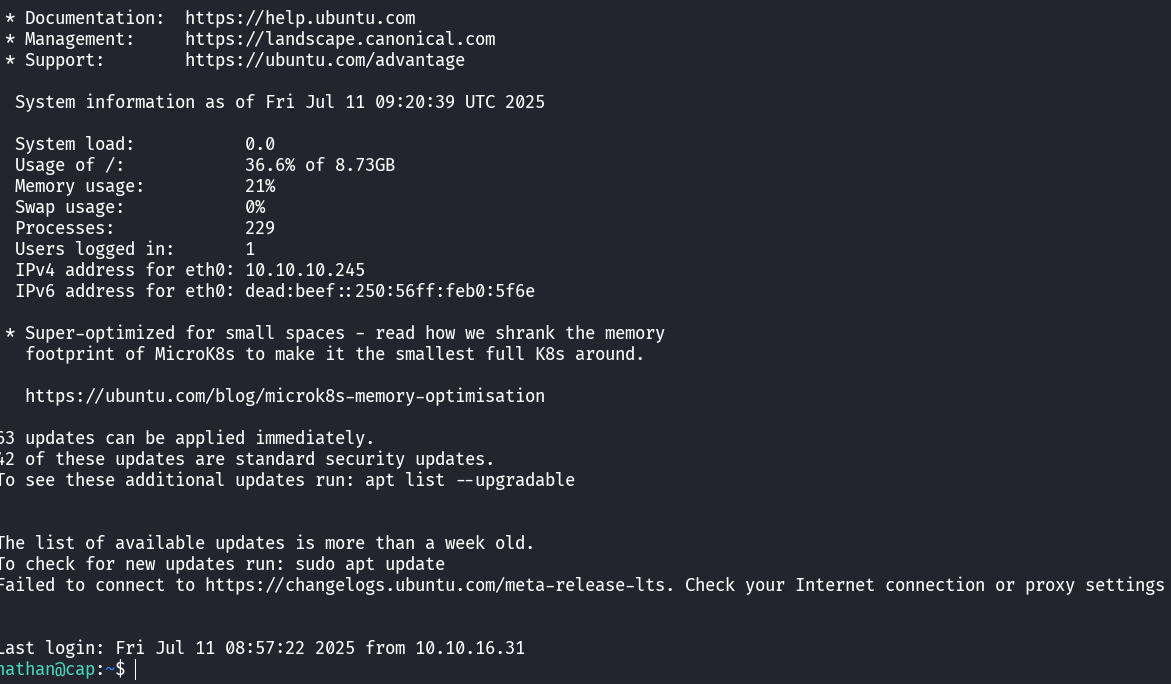 * Documentation:  https://help.ubuntu.com
* Management:     https://landscape.canonical.com
* Support:        https://ubuntu.com/advantage
System information as of Fri Jul 11 09:20:39 UTC 2025
System load:           0.0
Usage of /:            36.6% of 8.73GB
Memory usage:          21%
Swap usage:            0%
Processes:             229
Users logged in:       1
IPv4 address for eth0: 10.10.10.245
IPv6 address for eth0: dead:beef::250:56ff:feb0:5f6e
* Super-optimized for small spaces - read how we shrank the memory
footprint of MicroK8s to make it the smallest full K8s around.
https://ubuntu.com/blog/microk8s-memory-optimisation
63 updates can be applied immediately.
42 of these updates are standard security updates.
To see these additional updates run: apt list --upgradable
The list of available updates is more than a week old.
To check for new updates run: sudo apt update
Failed to connect to https://changelogs.ubuntu.com/meta-release-lts. Check your Internet connection or proxy settings
Last login: Fri Jul 11 08:57:22 2025 from 10.10.16.31
nathan@cap:~$